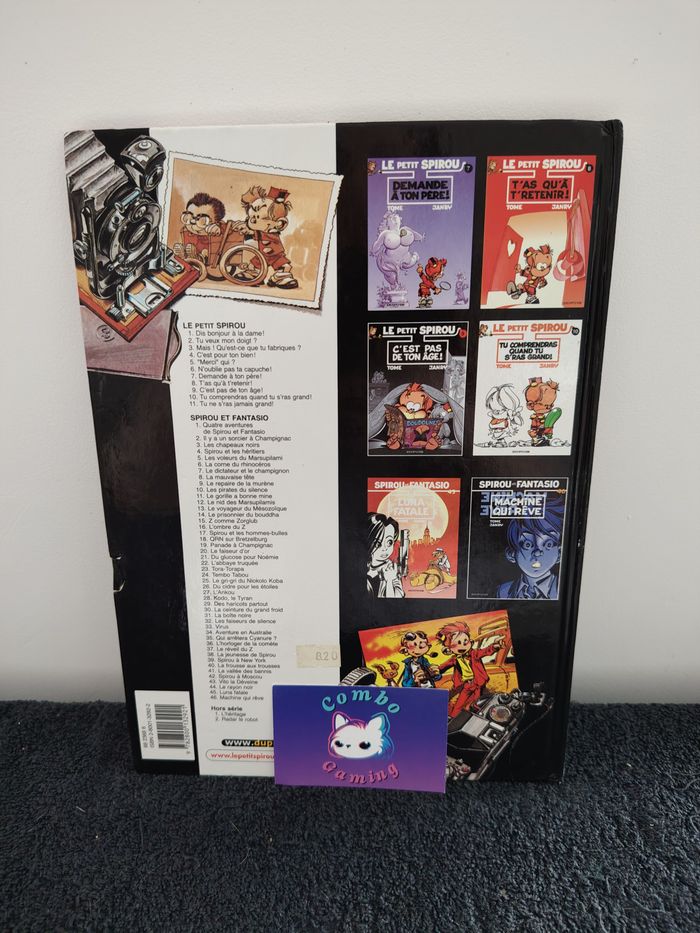 LE PETIT SPIROU
1. Dis bonjour à la dame!
2. Tu veux mon doigt ?
3. Mais ! Qu'est-ce que tu fabriques ?
4. C'est pour ton bien!
5. "Merci" qui ?
6. N'oublie pas ta capuche!
7. Demande à ton père!
8. T'as qu'à t'retenir!
9. C'est pas de ton âge!
10. Tu comprendras quand tu s'ras grand!
11. Tu ne s'ras jamais grand!
SPIROU ET FANTASIO
1. Quatre aventures
de Spirou et Fantasio
2. Il y a un sorcier à Champignac
3. Les chapeaux noirs
4. Spirou et les héritiers
5. Les voleurs du Marsupilami
6. La corne du rhinocéros
7. Le dictateur et le champignon
8. La mauvaise tête
9. Le repaire de la murène
10. Les pirates du silence
11. Le gorille a bonne mine
12. Le nid des Marsupilamis
13. Le voyageur du Mésozoïque
14. Le prisonnier du bouddha
15. Z comme Zorglub
16. L'ombre du Z
17. Spirou et les hommes-bulles
18. QRN sur Bretzelburg
19. Panade à Champignac
20. Le faiseur d'or
21. Du glucose pour Noémie
22. L'abbaye truquée
23. Tora-Torapa
24. Tembo Tabou
25. Le gri-gri du Niokolo Koba
26. Du cidre pour les étoiles
27. L'Ankou
28. Kodo, le Tyran
29. Des haricots partout
30. La ceinture du grand froid
31. La boîte noire
32. Les faiseurs de silence
33. Virus
34. Aventure en Australie
35. Qui arrêtera Cyanure ?
36. L'horloger de la comète
37. Le réveil du Z
38. La jeunesse de Spirou
39. Spirou à New York
40. La frousse aux trousses
41. La vallée des bannis
42. Spirou à Moscou
43. Vito la Déveine
44. Le rayon noir
45. Luna fatale
46. Machine qui rêve
Hors série
1. L'héritage
2. Radar le robot
www.dup
www.lepetitspirou
ISBN 2-8001-3292-2
9 782800 132921
820
LE PETIT SPIROU 7
DEMANDE
À TON PÈRE!
TOME JANRY
LE PETIT SPIROU 8
T'AS QU'À
T'RETENIR!
TOME JANRY
LE PETIT SPIROU 9
C'EST PAS
DE TON ÂGE!
TOME JANRY
DOUDOUNE
LE PETIT SPIROU 10
TU COMPRENDRAS
QUAND TU
S'RAS GRAND!
TOME JANRY
SPIROU ET FANTASIO 45
LUNA
FATALE
SPIROU ET FANTASIO 46
MACHINE
QUI RÊVE
TOME JANRY
Combo
Gaming